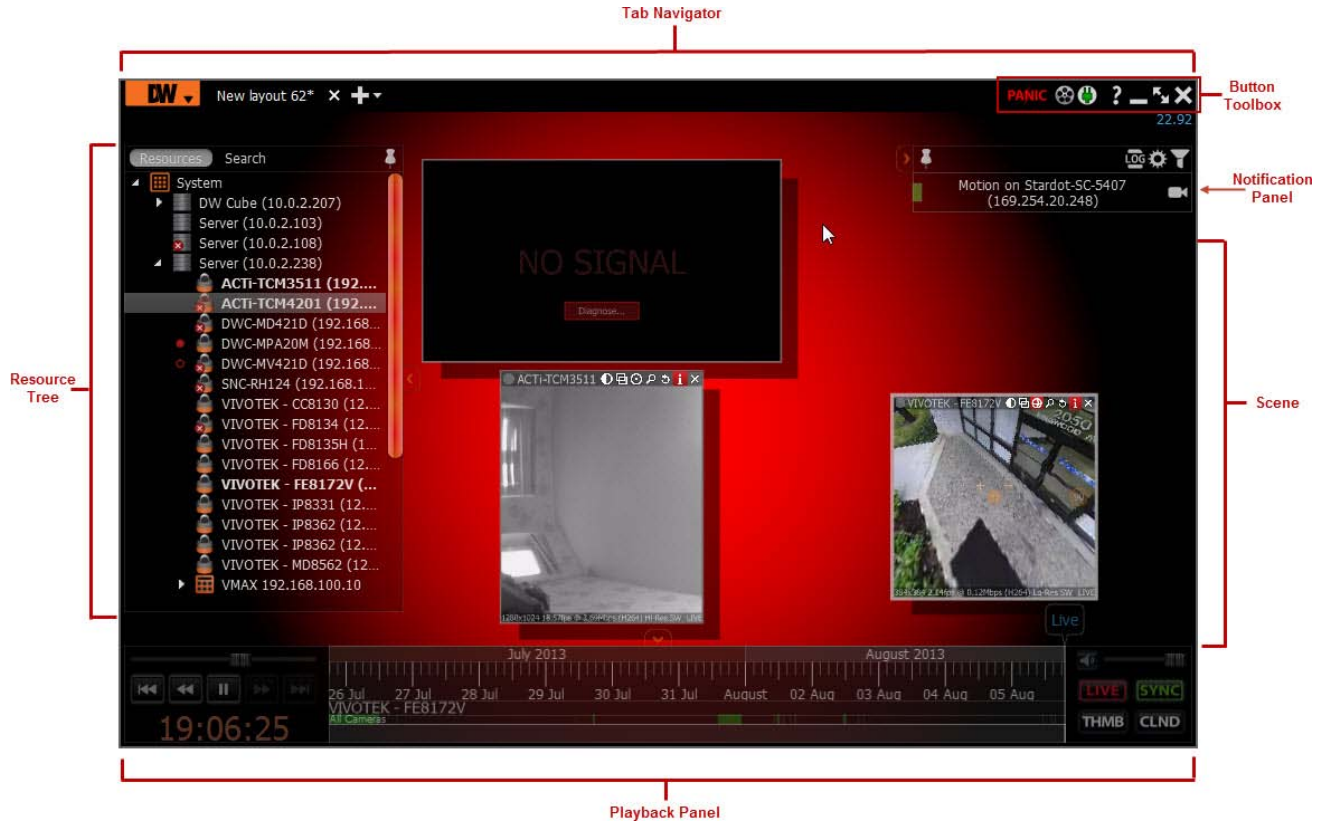 Tab Navigator
DW
New layout 62*
PANIC
?
Button
Toolbox
22.92
Resources Search
LOG
System
DW Cube (10.0.2.207)
Server (10.0.2.103)
Server (10.0.2.108)
Server (10.0.2.238)
ACTi-TCM3511 (192....
ACTi-TCM4201 (192....
DWC-MD421D (192.168...
DWC-MPA20M (192.168...
DWC-MV421D (192.168...
SNC-RH124 (192.168.1...
VIVOTEK - CC8130 (12....
VIVOTEK - FD8134 (12....
VIVOTEK - FD8135H (1...
VIVOTEK - FD8166 (12....
VIVOTEK - FE8172V (...
VIVOTEK - IP8331 (12....
VIVOTEK - IP8362 (12....
VIVOTEK - IP8362 (12....
VIVOTEK - MD8562 (12...
VMAX 192.168.100.10
Resource
Tree
NO SIGNAL
Diagnose...
Motion on Stardot-SC-5407
(169.254.20.248)
Notification
Panel
Scene
ACTi-TCM3511
VIVOTEK - FE8172V
2050
LIVE
LIVE
Live
July 2013
August 2013
26 Jul 27 Jul 28 Jul 29 Jul 30 Jul 31 Jul August 02 Aug 03 Aug 04 Aug 05 Aug
VIVOTEK - FE8172V
All Cameras
19:06:25
LIVE SYNC
THMB CLND
Playback Panel